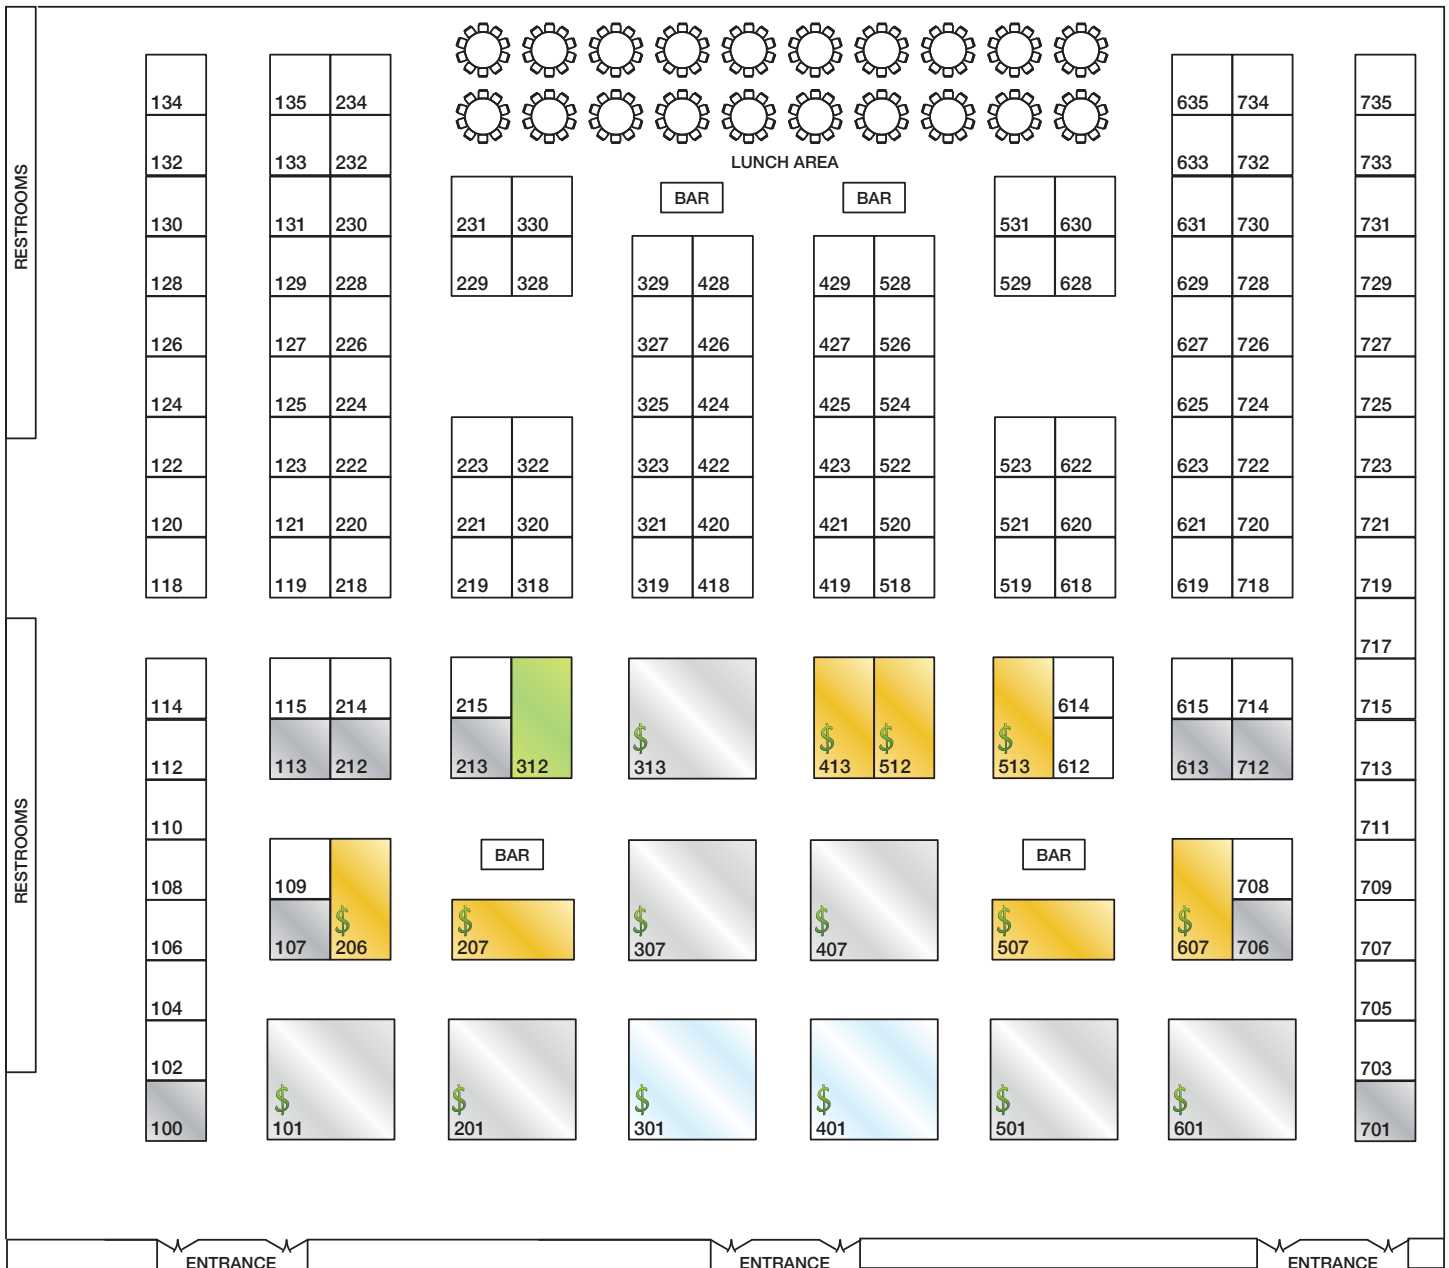 134 135 234 635 734 735
132 133 232 LUNCH AREA 633 732 733
RESTROOMS
BAR BAR
130 131 230 231 330 531 630 631 730 731
128 129 228 229 328 329 428 429 528 529 628 629 728 729
126 127 226 327 426 427 526 627 726 727
124 125 224 325 424 425 524 625 724 725
122 123 222 223 322 323 422 423 522 523 622 623 722 723
120 121 220 221 320 321 420 421 520 521 620 621 720 721
118 119 218 219 318 319 418 419 518 519 618 619 718 719
717
114 115 214 215 614 615 714 715
$ $ $ $
112 113 212 213 312 313 413 512 513 612 613 712 713
RESTROOMS
110 711
BAR BAR
108 109 708 709
$ $ $ $ $ $
106 107 206 207 307 407 507 607 706 707
104 705
102 703
$ $ $ $ $ $
100 101 201 301 401 501 601 701
ENTRANCE ENTRANCE ENTRANCE